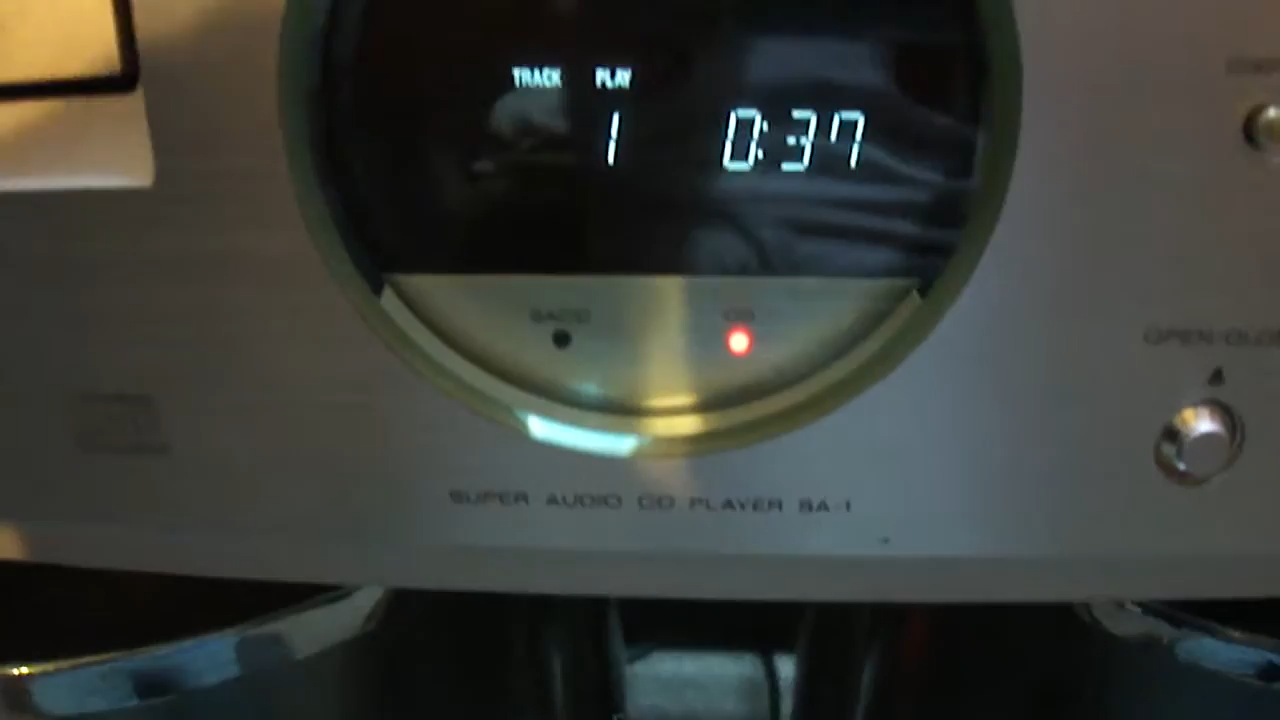 TRACK PLAY
1 0:37
SACD CD
OPEN/CLOSE
SUPER AUDIO CD PLAYER SA-1